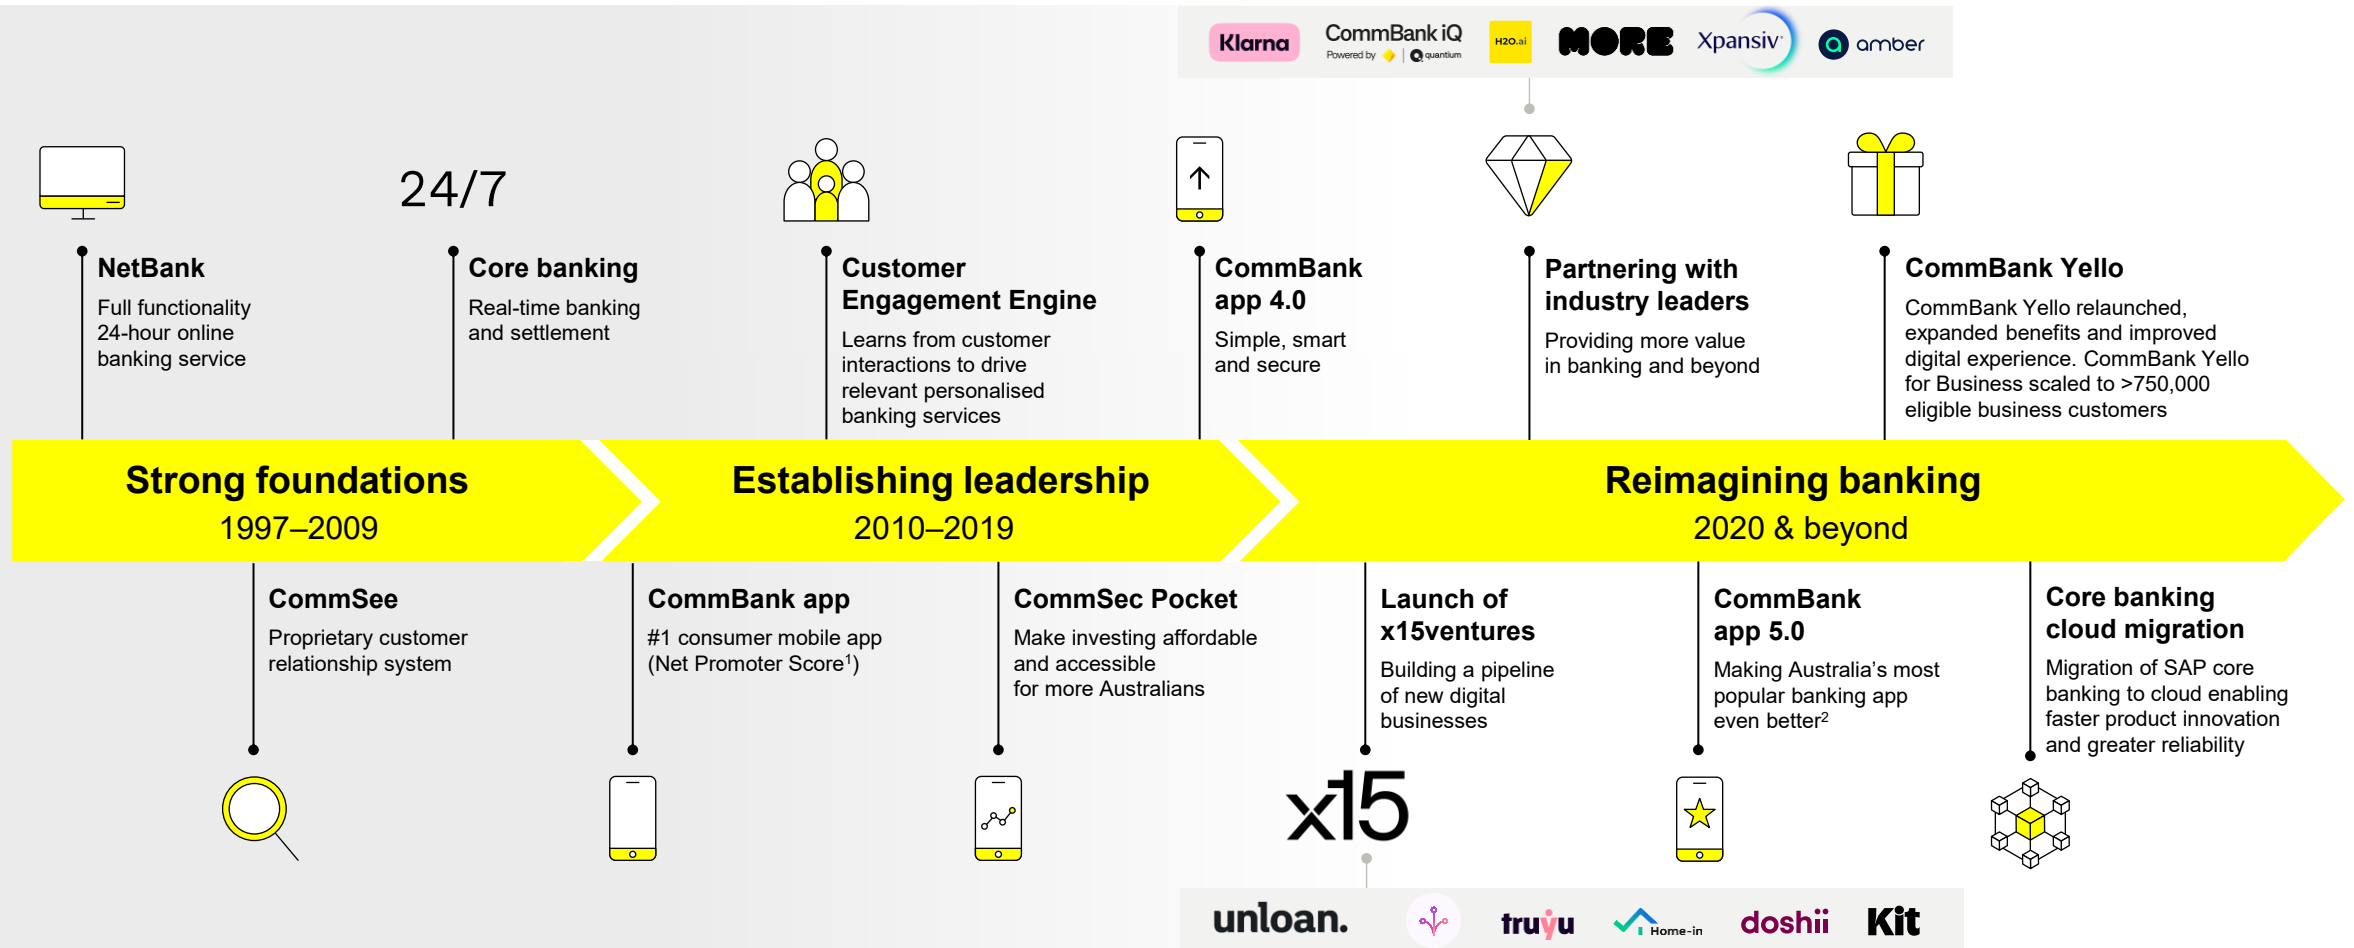 Klarna
CommBank iQ
Powered by
quantium
H2O.ai
MORE
Xpansiv
amber
24/7
NetBank
Full functionality
24-hour online
banking service
Core banking
Real-time banking
and settlement
Customer
Engagement Engine
Learns from customer
interactions to drive
relevant personalised
banking services
CommBank
app 4.0
Simple, smart
and secure
Partnering with
industry leaders
Providing more value
in banking and beyond
CommBank Yello
CommBank Yello relaunched,
expanded benefits and improved
digital experience. CommBank Yello
for Business scaled to >750,000
eligible business customers
Strong foundations
1997–2009
Establishing leadership
2010–2019
Reimagining banking
2020 & beyond
CommSee
Proprietary customer
relationship system
CommBank app
#1 consumer mobile app
(Net Promoter Score¹)
CommSec Pocket
Make investing affordable
and accessible
for more Australians
Launch of
x15ventures
Building a pipeline
of new digital
businesses
CommBank
app 5.0
Making Australia’s most
popular banking app
even better²
Core banking
cloud migration
Migration of SAP core
banking to cloud enabling
faster product innovation
and greater reliability
x15
unloan.
truyu
Home-in
doshii
Kit